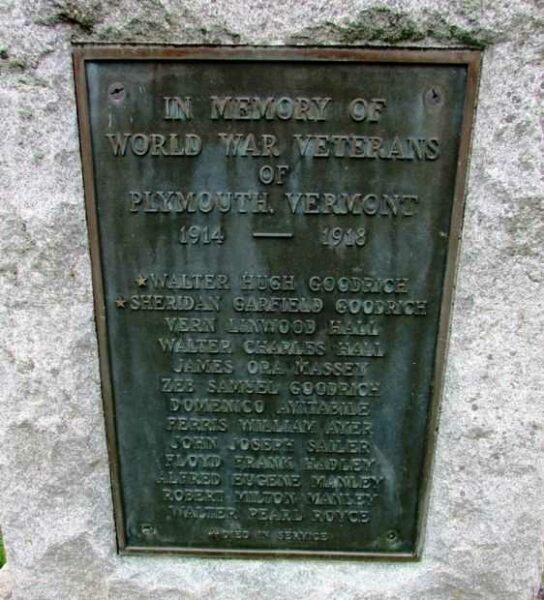 IN MEMORY OF
WORLD WAR VETERANS
OF
PLYMOUTH, VERMONT
1914 — 1918
★WALTER HUGH GOODRICH
★SHERIDAN GARFIELD GOODRICH
VERN LINWOOD HALL
WALTER CHARLES HALL
JAMES ORA MASSEY
ZEB SAMUEL GOODRICH
DOMENICO AMITABILE
FERRIS WILLIAM AYER
JOHN JOSEPH SAILER
FLOYD FRANK HADLEY
ALFRED EUGENE MANLEY
ROBERT MILTON MANLEY
WALTER PEARL ROYCE
★DIED IN SERVICE